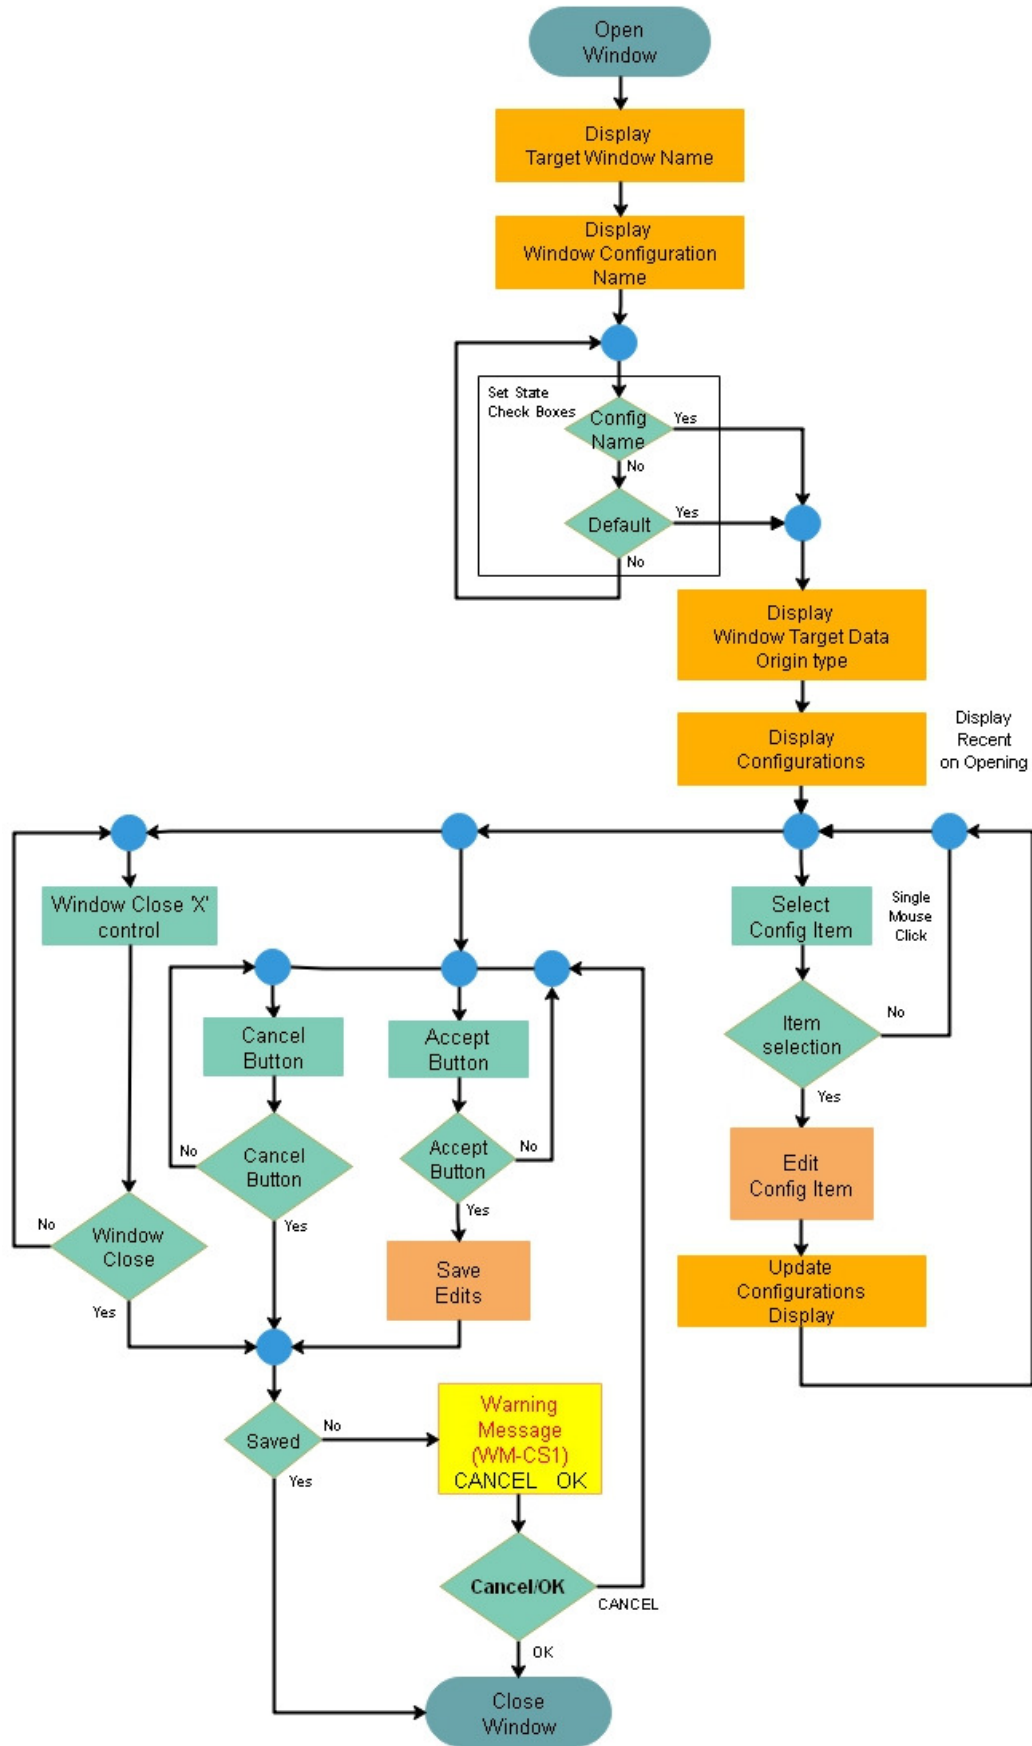 Open
Window
Display
Target Window Name
Display
Window Configuration
Name
Set State
Check Boxes
Config
Name
Yes
No
Default
Yes
No
Display
Window Target Data
Origin type
Display
Configurations
Display
Recent
on Opening
Window Close 'X'
control
Select
Config Item
Single
Mouse
Click
Cancel
Button
Accept
Button
Item
selection
No
Yes
No
Cancel
Button
Yes
Accept
Button
No
Yes
Edit
Config Item
No
Window
Close
Yes
Save
Edits
Update
Configurations
Display
Saved
No
Yes
Warning
Message
(WM-CS1)
CANCEL OK
Cancel/OK
CANCEL
OK
Close
Window